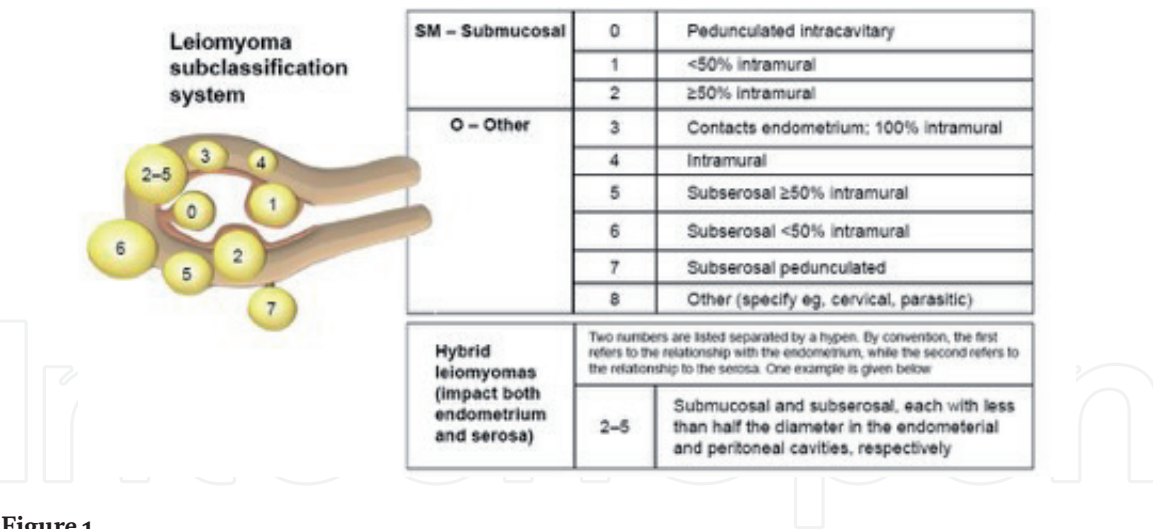 Leiomyoma
subclassification
system
2–5
3
4
0
1
6
5
2
7
SM – Submucosal
0 Pedunculated intracavitary
1 <50% intramural
2 ≥50% intramural
O – Other
3 Contacts endometrium; 100% intramural
4 Intramural
5 Subserosal ≥50% intramural
6 Subserosal <50% intramural
7 Subserosal pedunculated
8 Other (specify eg, cervical, parasitic)
Hybrid
leiomyomas
(impact both
endometrium
and serosa)
Two numbers are listed separated by a hypen. By convention, the first
refers to the relationship with the endometrium, while the second refers to
the relationship to the serosa. One example is given below
2–5
Submucosal and subserosal, each with less
than half the diameter in the endometerial
and peritoneal cavities, respectively
Figure 1